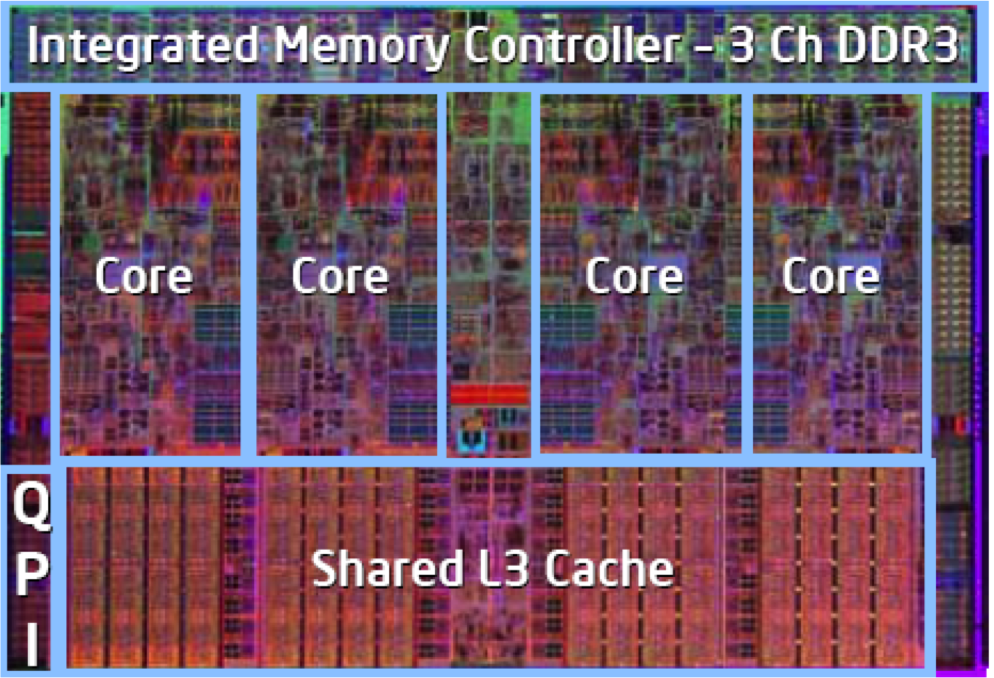 Integrated Memory Controller – 3 Ch DDR3
Core Core Core Core
Shared L3 Cache
Q
P
I